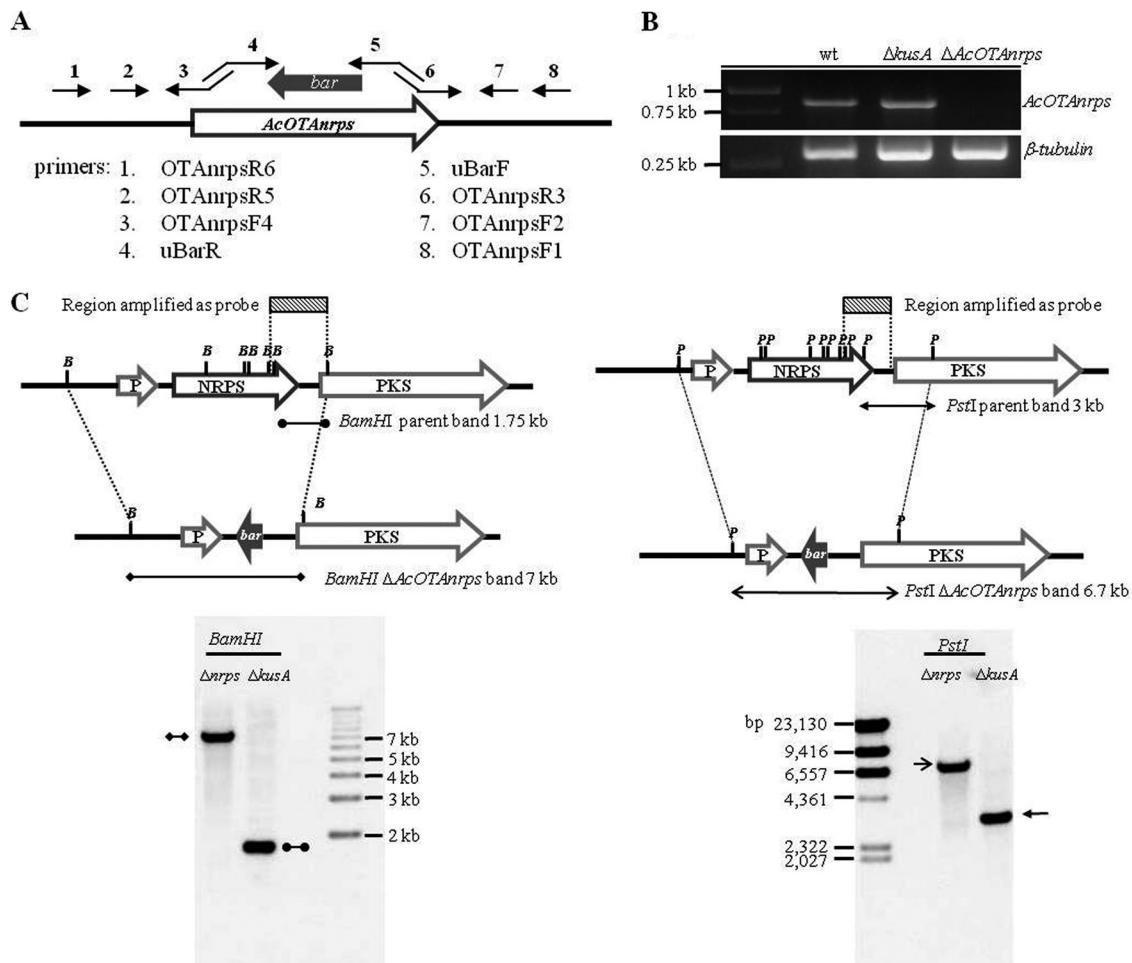 A
1 2 3 4 5 6 7 8
bar
AcOTAnrps
primers: 1. OTAnrpsR6
2. OTAnrpsR5
3. OTAnrpsF4
4. uBarR
5. uBarF
6. OTAnrpsR3
7. OTAnrpsF2
8. OTAnrpsF1
B
wt ΔkusA ΔAcOTAnrps
1 kb
0.75 kb
AcOTAnrps
0.25 kb
β-tubulin
C
Region amplified as probe
B B BB BB B
P NRPS PKS
BamHI parent band 1.75 kb
B B
P bar PKS
BamHI ΔAcOTAnrps band 7 kb
BamHI
Δnrps ΔkusA
7 kb
5 kb
4 kb
3 kb
2 kb
Region amplified as probe
P PP P PP PP P P
P NRPS PKS
PstI parent band 3 kb
P P
P bar PKS
PstI ΔAcOTAnrps band 6.7 kb
PstI
Δnrps ΔkusA
bp 23,130
9,416
6,557
4,361
2,322
2,027